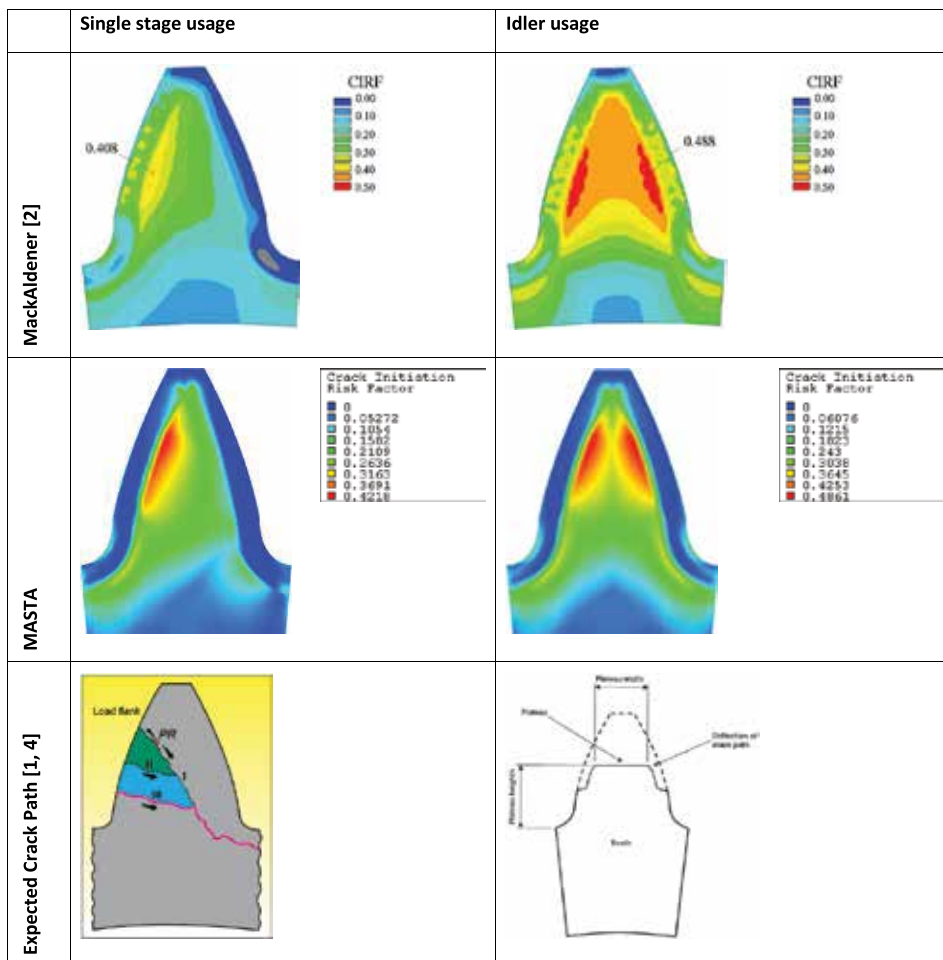 Single stage usage
Idler usage
MackAldener [2]
CIRF
0.00
0.10
0.20
0.30
0.40
0.50
0.408
CIRF
0.00
0.10
0.20
0.30
0.40
0.50
0.488
MASTA
Crack Initiation
Risk Factor
0
0.05272
0.1054
0.1582
0.2109
0.2636
0.3163
0.3691
0.4218
Crack Initiation
Risk Factor
0
0.06076
0.1215
0.1823
0.243
0.3038
0.3645
0.4253
0.4861
Expected Crack Path [1, 4]
Load flank
PR
II
I
III
Plateau width
Plateau
Deflection of
crack path
Plateau height